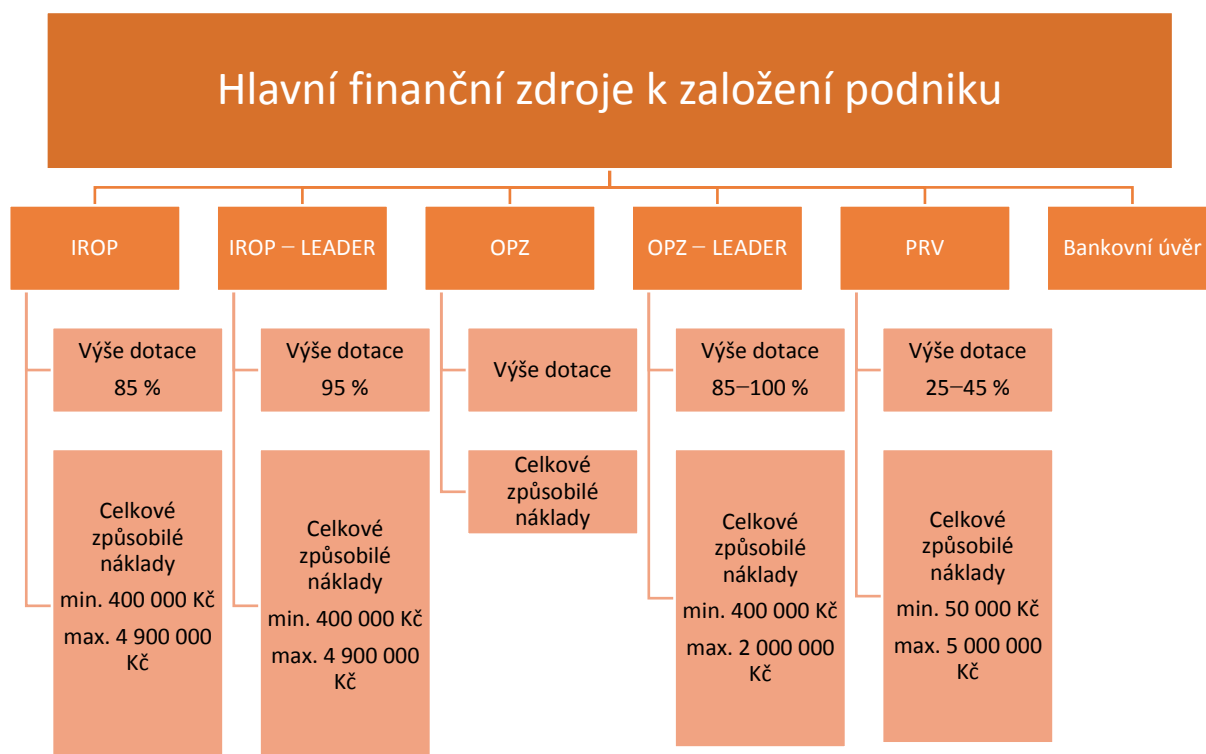 Hlavní finanční zdroje k založení podniku
IROP
IROP – LEADER
OPZ
OPZ – LEADER
PRV
Bankovní úvěr
Výše dotace
85 %
Výše dotace
95 %
Výše dotace
Výše dotace
85–100 %
Výše dotace
25–45 %
Celkové
způsobilé
náklady
min. 400 000 Kč
max. 4 900 000
Kč
Celkové
způsobilé
náklady
min. 400 000 Kč
max. 4 900 000
Kč
Celkové
způsobilé
náklady
Celkové
způsobilé
náklady
min. 400 000 Kč
max. 2 000 000
Kč
Celkové
způsobilé
náklady
min. 50 000 Kč
max. 5 000 000
Kč